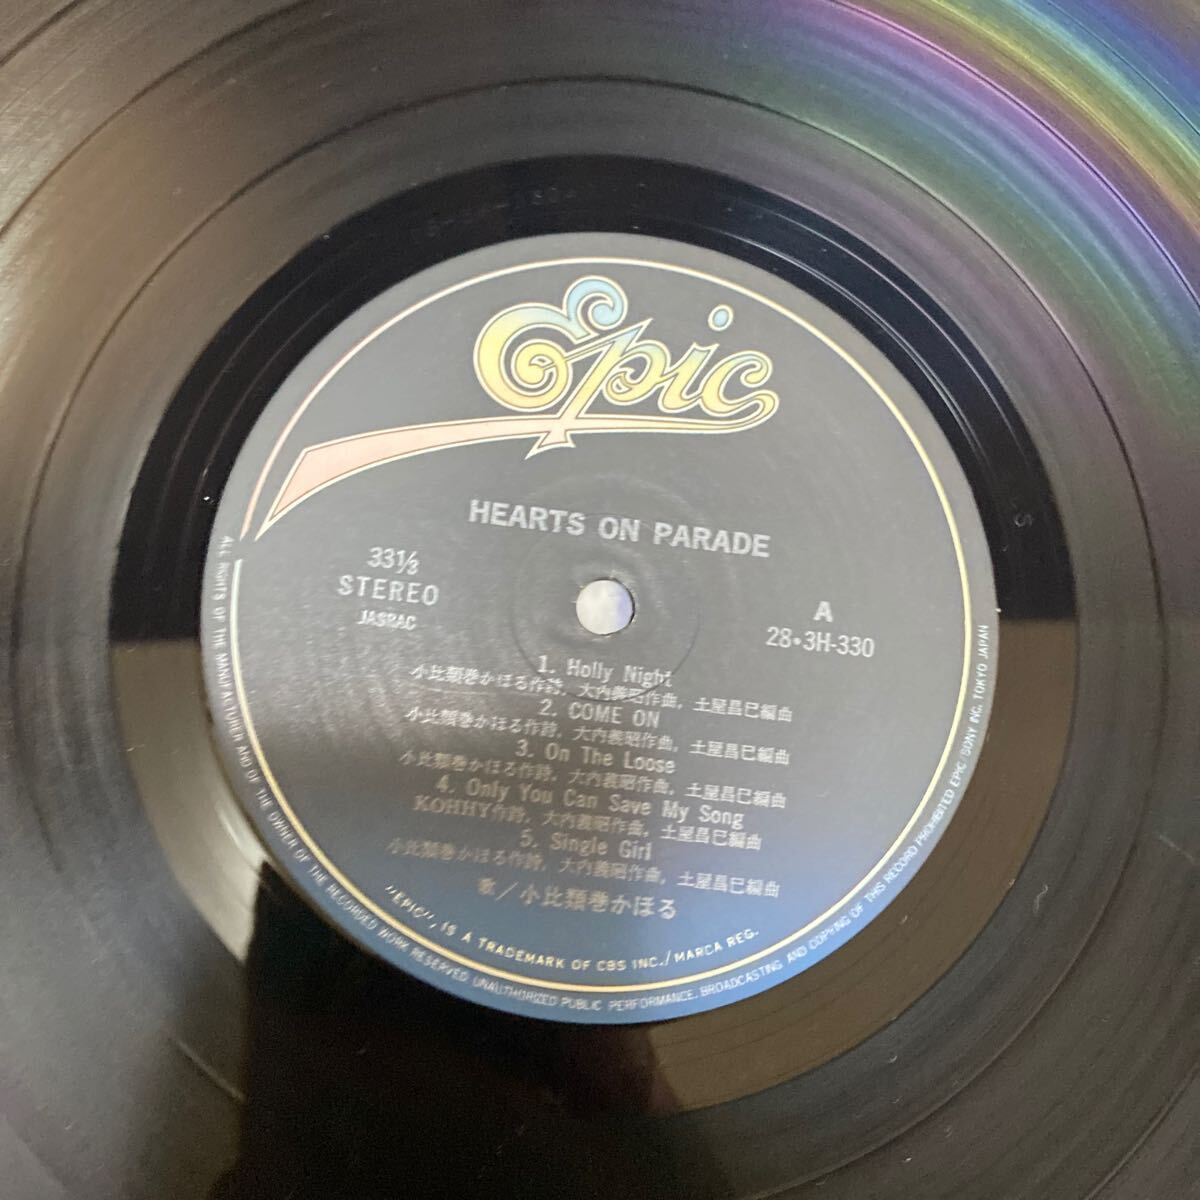 Epic
HEARTS ON PARADE
33⅓
STEREO
JASRAC
A
28・3H-330
1. Holly Night
小比類巻かほる作詩, 大内義昭作曲, 土屋昌巳編曲
2. COME ON
小比類巻かほる作詩, 大内義昭作曲, 土屋昌巳編曲
3. On The Loose
小比類巻かほる作詩, 大内義昭作曲, 土屋昌巳編曲
4. Only You Can Save My Song
KOHHY作詩, 大内義昭作曲, 土屋昌巳編曲
5. Single Girl
小比類巻かほる作詩, 大内義昭作曲, 土屋昌巳編曲
歌／小比類巻かほる
"EPIC", IS A TRADEMARK OF CBS INC./MARCA REG.
ALL RIGHTS OF THE MANUFACTURER AND OF THE OWNER OF THE RECORDED WORK RESERVED UNAUTHORIZED PUBLIC PERFORMANCE, BROADCASTING AND COPYING OF THIS RECORD PROHIBITED EPIC/SONY INC. TOKYO JAPAN